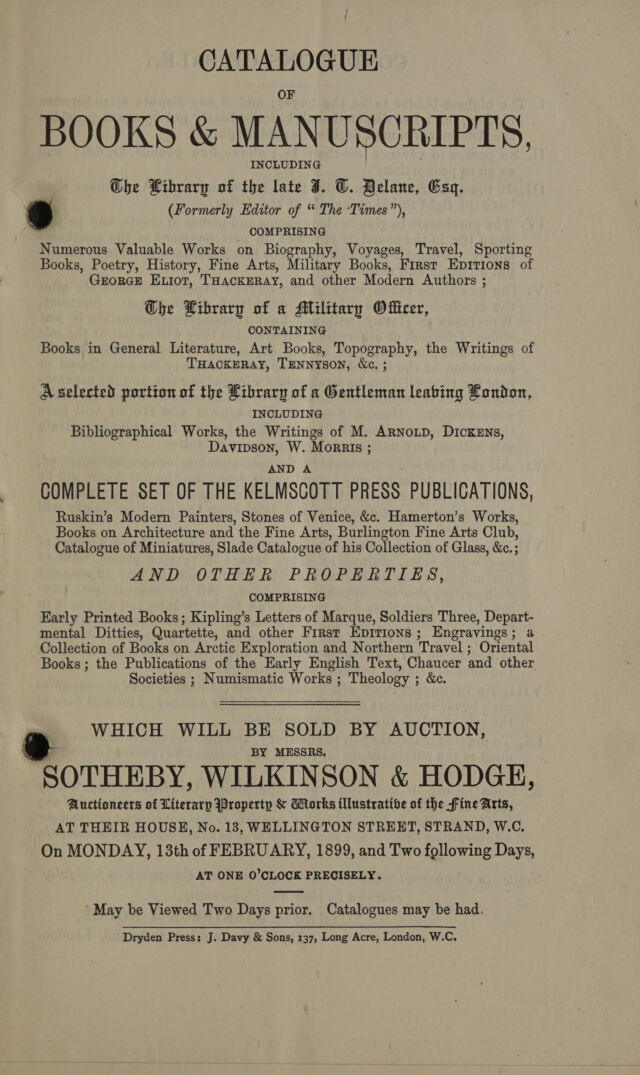 CATALOGUE
OF
BOOKS & MANUSCRIPTS,
INCLUDING
The Library of the late J. T. Delane, Esq.
(Formerly Editor of “ The Times ”),
COMPRISING
Numerous Valuable Works on Biography, Voyages, Travel, Sporting
Books, Poetry, History, Fine Arts, Military Books, First Editions of
George Eliot, Thackeray, and other Modern Authors ;
The Library of a Military Officer,
CONTAINING
Books in General Literature, Art Books, Topography, the Writings of
Thackeray, Tennyson, &c. ;
A selected portion of the Library of a Gentleman leaving London,
INCLUDING
Bibliographical Works, the Writings of M. Arnold, Dickens,
Davidson, W. Morris ;
AND A
COMPLETE SET OF THE KELMSCOTT PRESS PUBLICATIONS,
Ruskin's Modern Painters, Stones of Venice, &c. Hamerton's Works,
Books on Architecture and the Fine Arts, Burlington Fine Arts Club,
Catalogue of Miniatures, Slade Catalogue of his Collection of Glass, &c.;
AND OTHER PROPERTIES,
COMPRISING
Early Printed Books; Kipling's Letters of Marque, Soldiers Three, Depart-
mental Ditties, Quartette, and other First Editions ; Engravings ; a
Collection of Books on Arctic Exploration and Northern Travel ; Oriental
Books ; the Publications of the Early English Text, Chaucer and other
Societies ; Numismatic Works ; Theology ; &c.
WHICH WILL BE SOLD BY AUCTION,
BY MESSRS.
SOTHEBY, WILKINSON & HODGE,
Auctioneers of Literary Property & Works illustrative of the Fine Arts,
AT THEIR HOUSE, No. 13, WELLINGTON STREET, STRAND, W.C.
On MONDAY, 13th of FEBRUARY, 1899, and Two following Days,
AT ONE O'CLOCK PRECISELY.
May be Viewed Two Days prior. Catalogues may be had.
Dryden Press: J. Davy & Sons, 137, Long Acre, London, W.C.